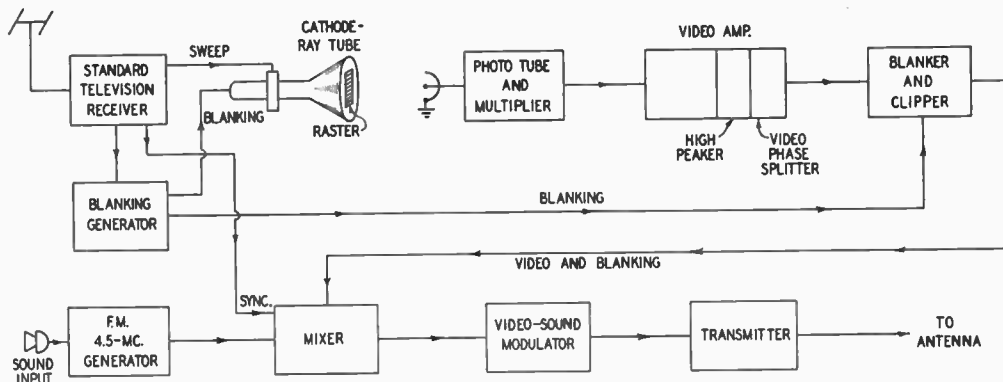 CATHODE-
RAY TUBE
SWEEP
STANDARD
TELEVISION
RECEIVER
BLANKING
RASTER
PHOTO TUBE
AND
MULTIPLIER
VIDEO AMP.
HIGH
PEAKER
VIDEO
PHASE
SPLITTER
BLANKER
AND
CLIPPER
BLANKING
GENERATOR
BLANKING
VIDEO AND BLANKING
SYNC.
SOUND
INPUT
F.M.
4.5-MC.
GENERATOR
MIXER
VIDEO-SOUND
MODULATOR
TRANSMITTER
TO
ANTENNA